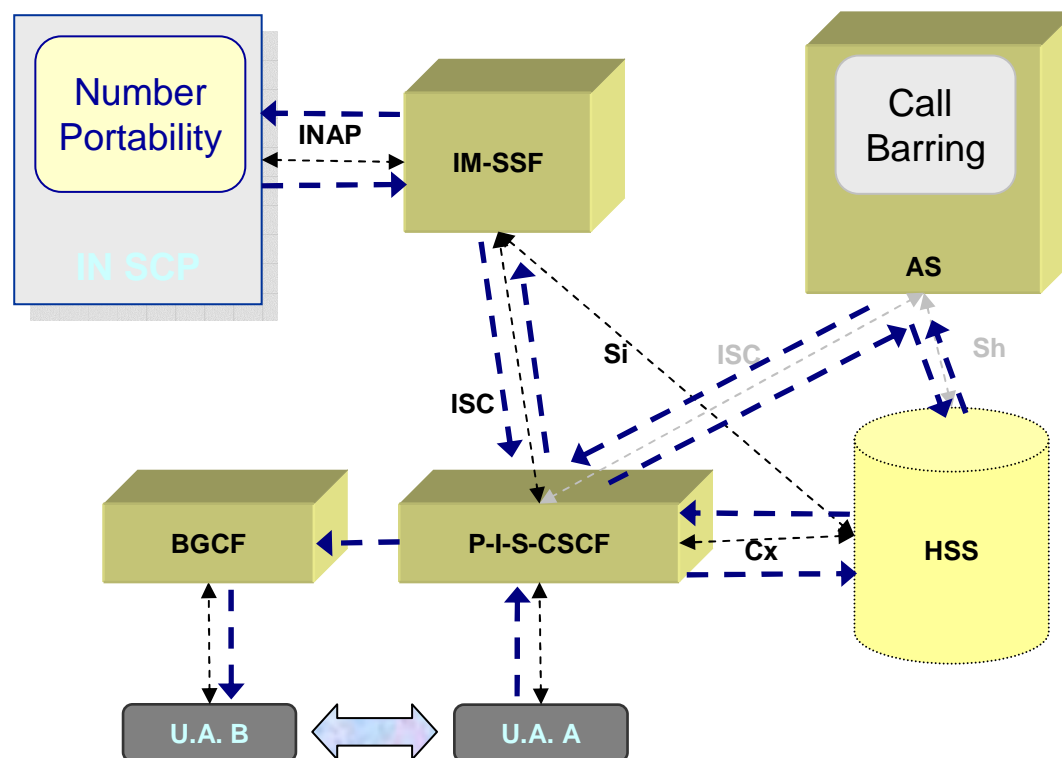 Number
Portability
IN SCP
INAP
IM-SSF
Call
Barring
AS
Si
ISC
Sh
ISC
BGCF
P-I-S-CSCF
Cx
HSS
U.A. B
U.A. A